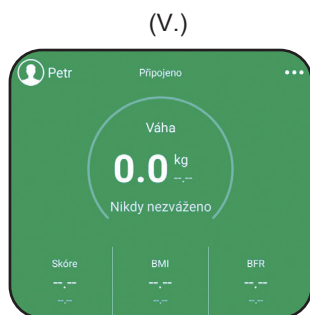 (V.)
Petr Připojeno •••
Váha
0.0 kg
--.--
Nikdy nezváženo
Skóre BMI BFR
--.-- --.-- --.--
--.-- --.-- --.--